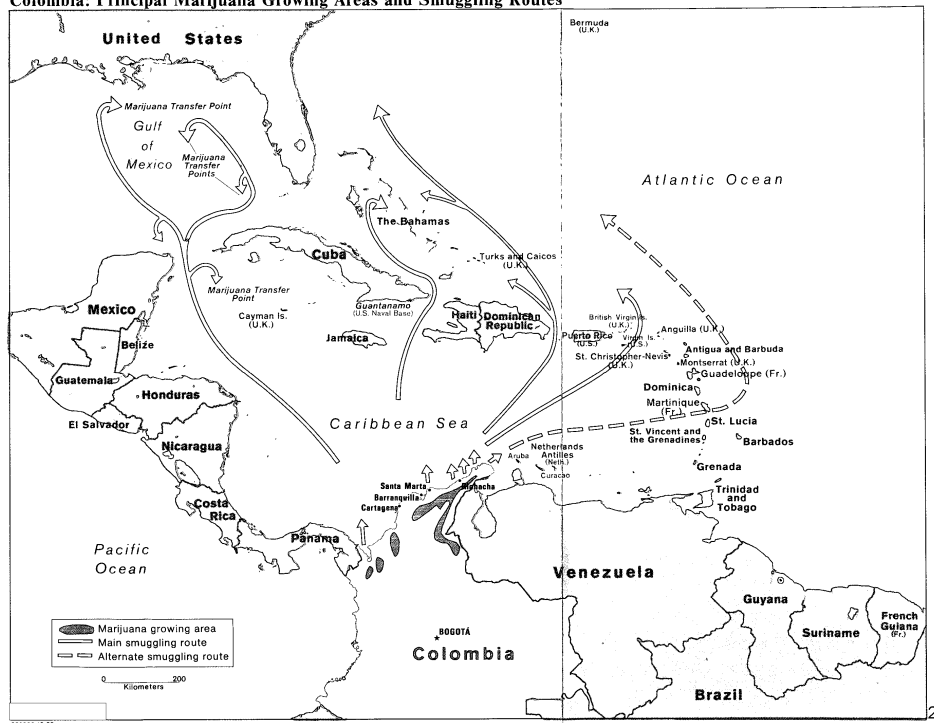 Colombia: Principal Marijuana Growing Areas and Smuggling Routes
Bermuda
(U.K.)
United States
Marijuana Transfer Point
Gulf
of
Mexico
Marijuana
Transfer
Points
Atlantic Ocean
The Bahamas
Cuba
Turks and Caicos
(U.K.)
Marijuana Transfer
Point
Mexico
Cayman Is.
(U.K.)
Guantanamo
(U.S. Naval Base)
Haiti
Dominican
Republic
Jamaica
Puerto Rico
(U.S.)
British Virgin Is.
(U.K.)
Virgin Is.
(U.S.)
Anguilla (U.K.)
St. Christopher-Nevis
(U.K.)
Antigua and Barbuda
Montserrat (U.K.)
Guadeloupe (Fr.)
Belize
Guatemala
Honduras
Dominica
Martinique
(Fr.)
El Salvador
Caribbean Sea
St. Lucia
St. Vincent and
the Grenadines
Barbados
Nicaragua
Netherlands
Antilles
(Neth.)
Aruba
Curacao
Grenada
Santa Marta
Riohacha
Barranquilla
Cartagena
Trinidad
and
Tobago
Costa
Rica
Panama
Pacific
Ocean
Venezuela
Guyana
Suriname
French
Guiana
(Fr.)
Marijuana growing area
Main smuggling route
Alternate smuggling route
0 200
Kilometers
BOGOTÁ
Colombia
Brazil
2